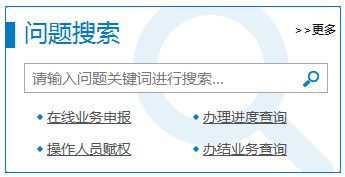 问题搜索 >>更多
请输入问题关键词进行搜索...
在线业务申报 办理进度查询
操作人员赋权 办结业务查询